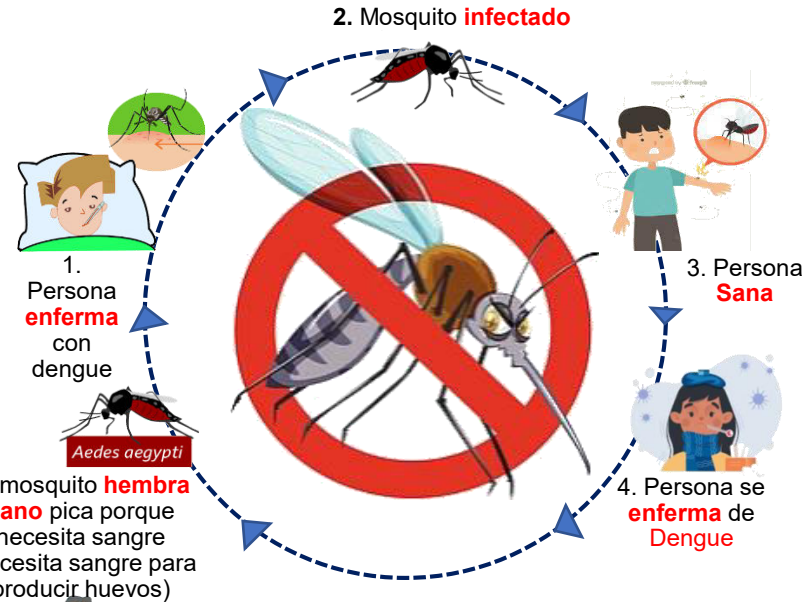 2. Mosquito infectado
1.
Persona
enferma
con
dengue
3. Persona
Sana
4. Persona se
enferma de
Dengue
Aedes aegypti
mosquito hembra
ano pica porque
necesita sangre
cesita sangre para
producir huevos)